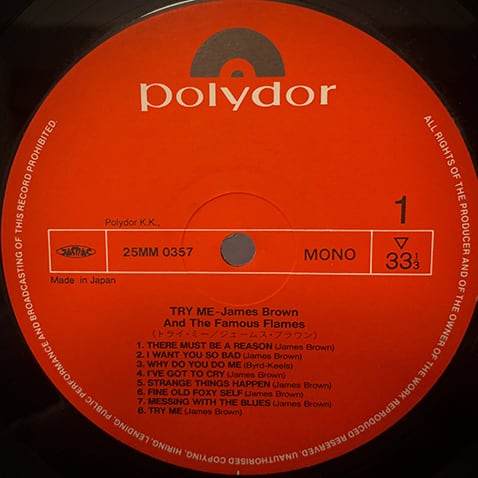 polydor
Polydor K.K.,
1
JASRAC
25MM 0357
MONO
33 1/3
Made in Japan
TRY ME-James Brown
And The Famous Flames
(トライ・ミー/ジェームス・ブラウン)
1. THERE MUST BE A REASON (James Brown)
2. I WANT YOU SO BAD (James Brown)
3. WHY DO YOU DO ME (Byrd-Keels)
4. I'VE GOT TO CRY (James Brown)
5. STRANGE THINGS HAPPEN (James Brown)
6. FINE OLD FOXY SELF (James Brown)
7. MESSING WITH THE BLUES (James Brown)
8. TRY ME (James Brown)
ALL RIGHTS OF THE PRODUCER AND OF THE OWNER OF THE WORK REPRODUCED RESERVED. UNAUTHORISED COPYING, HIRING, LENDING, PUBLIC PERFORMANCE AND BROADCASTING OF THIS RECORD PROHIBITED.